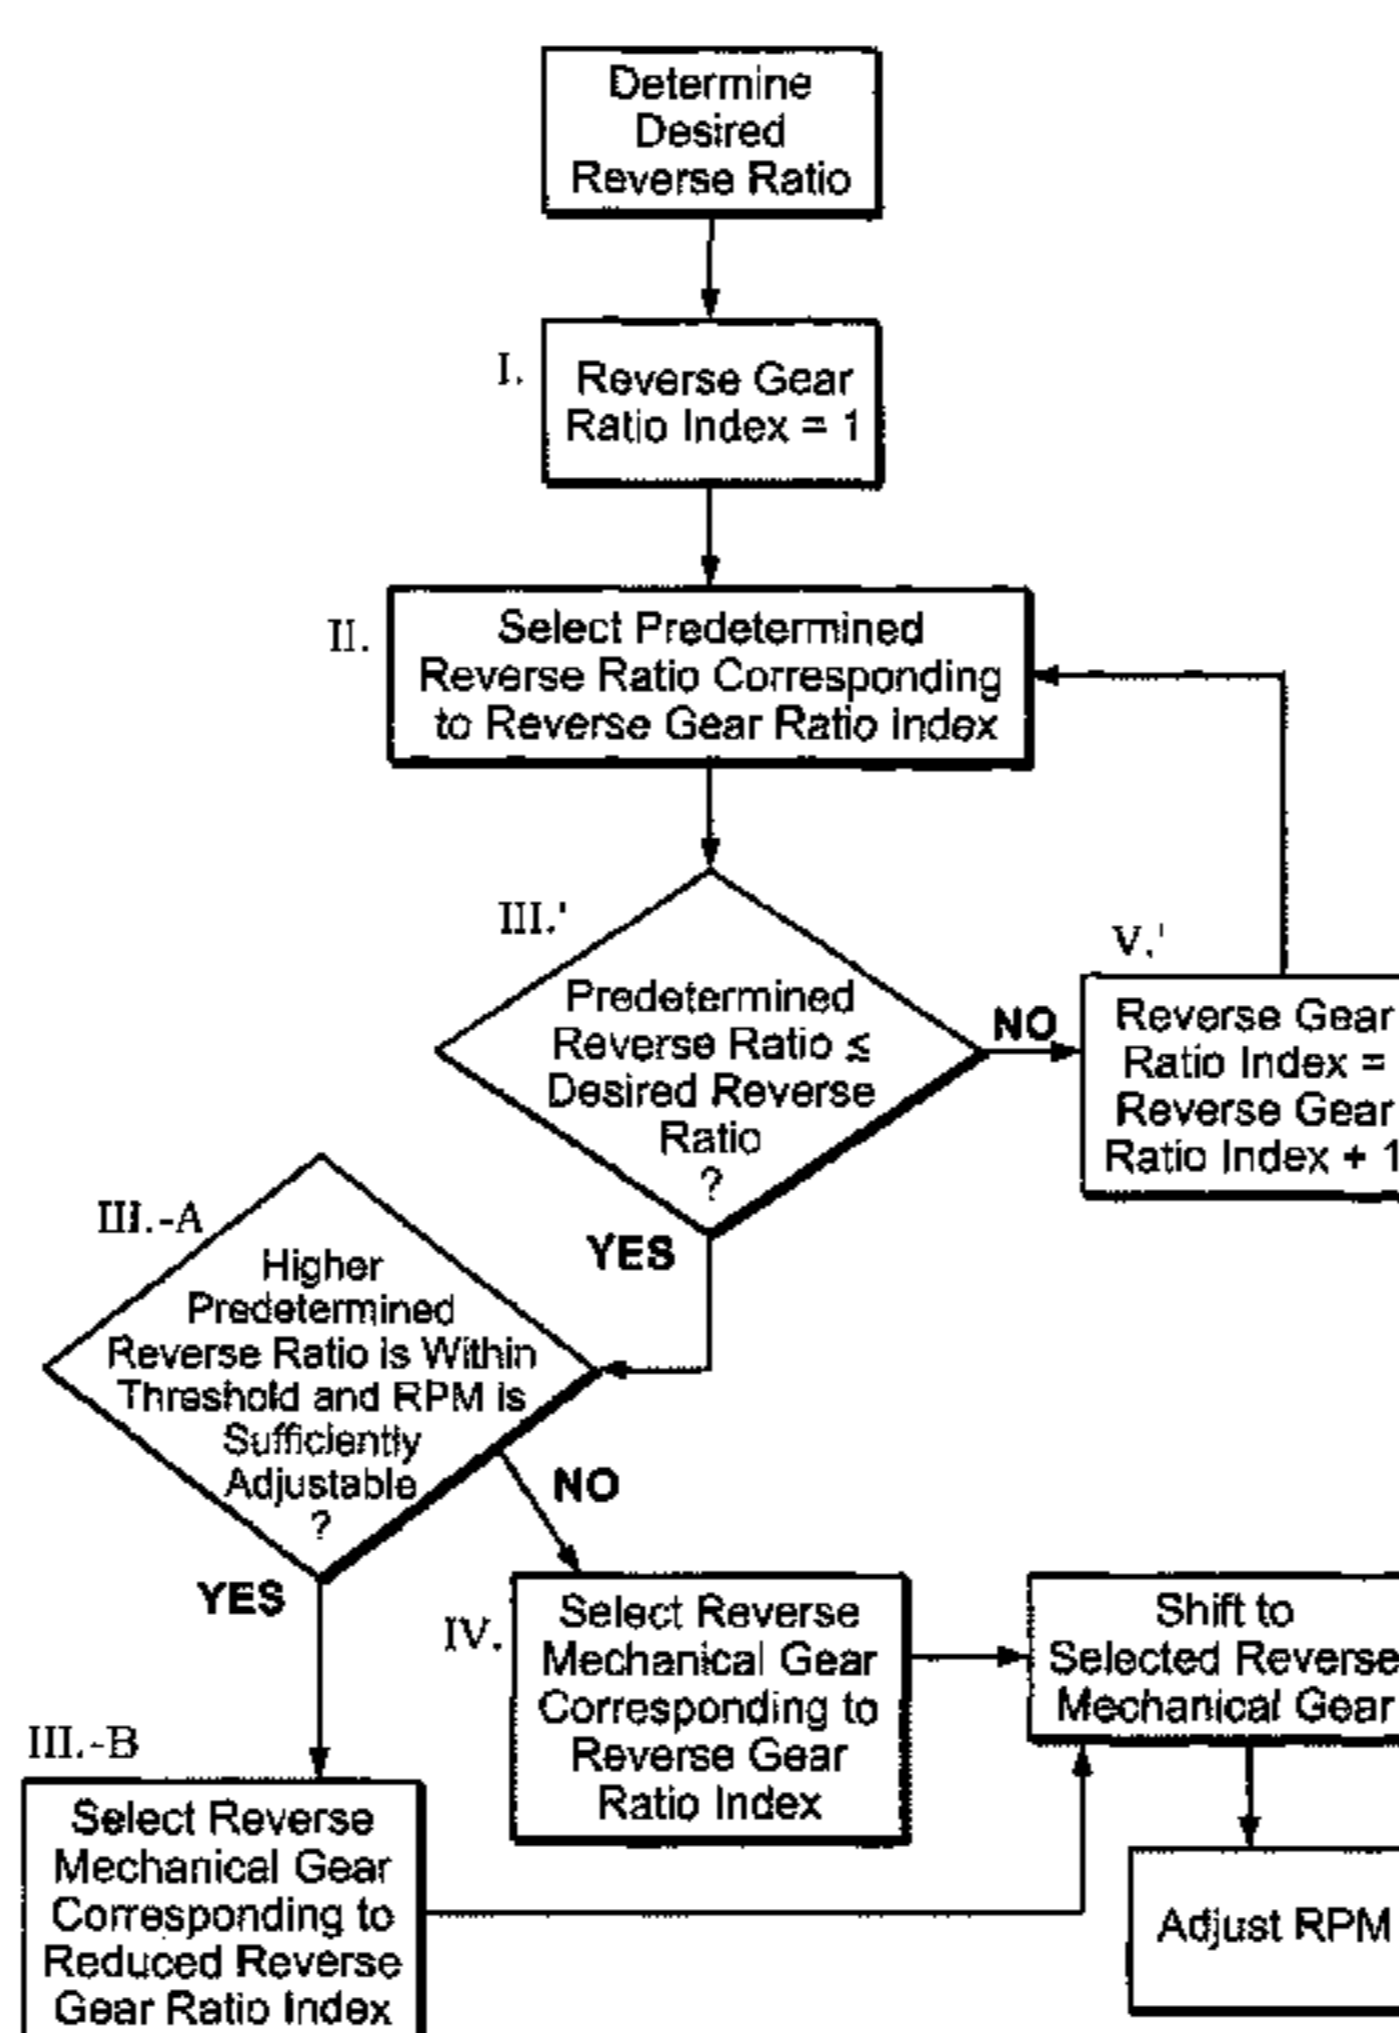 Determine
Desired
Reverse Ratio
I.
Reverse Gear
Ratio Index = 1
II.
Select Predetermined
Reverse Ratio Corresponding
to Reverse Gear Ratio Index
III.'
Predetermined
Reverse Ratio ≤
Desired Reverse
Ratio
?
NO
YES
V.'
Reverse Gear
Ratio Index =
Reverse Gear
Ratio Index + 1
III.-A
Higher
Predetermined
Reverse Ratio is Within
Threshold and RPM is
Sufficiently
Adjustable
?
NO
YES
IV.
Select Reverse
Mechanical Gear
Corresponding to
Reverse Gear
Ratio Index
Shift to
Selected Reverse
Mechanical Gear
III.-B
Select Reverse
Mechanical Gear
Corresponding to
Reduced Reverse
Gear Ratio Index
Adjust RPM